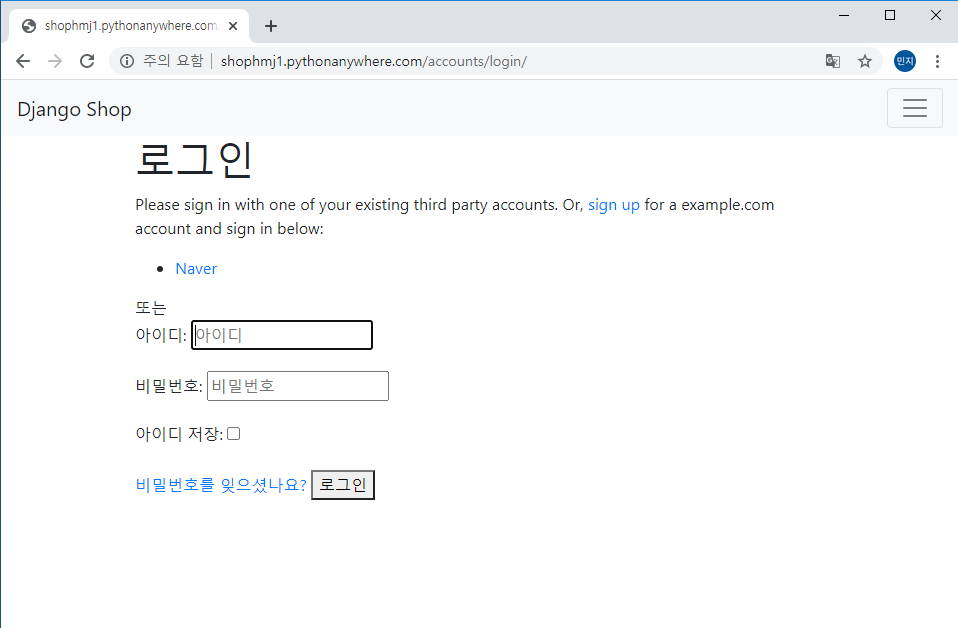 shophmj1.pythonanywhere.com
주의 요함 | shophmj1.pythonanywhere.com/accounts/login/
민지
Django Shop
로그인
Please sign in with one of your existing third party accounts. Or, sign up for a example.com
account and sign in below:
Naver
또는
아이디: 아이디
비밀번호: 비밀번호
아이디 저장:
비밀번호를 잊으셨나요? 로그인